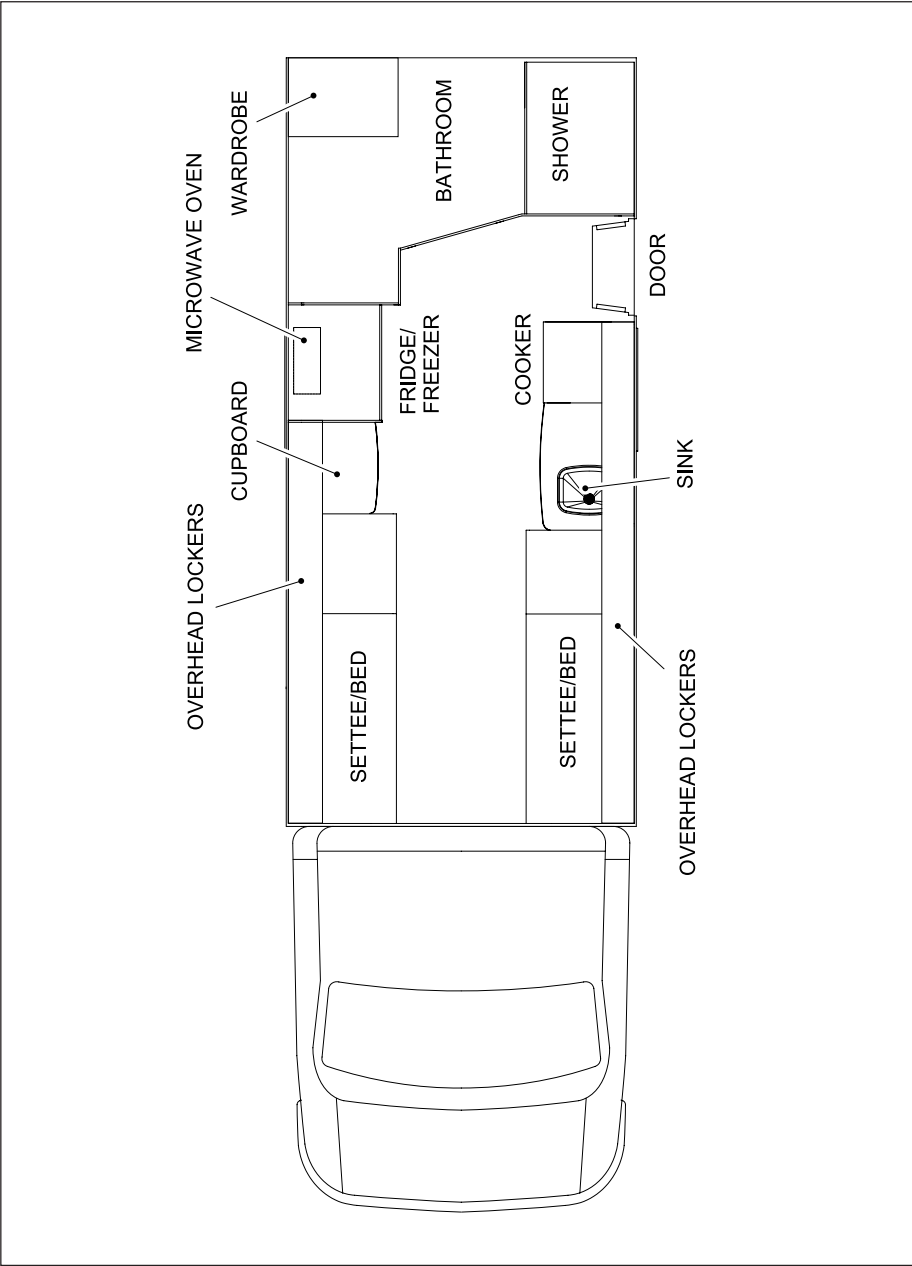 OVERHEAD LOCKERS
CUPBOARD
MICROWAVE OVEN
WARDROBE
SETTEE/BED
FRIDGE/
FREEZER
BATHROOM
SETTEE/BED
COOKER
SHOWER
OVERHEAD LOCKERS
SINK
DOOR